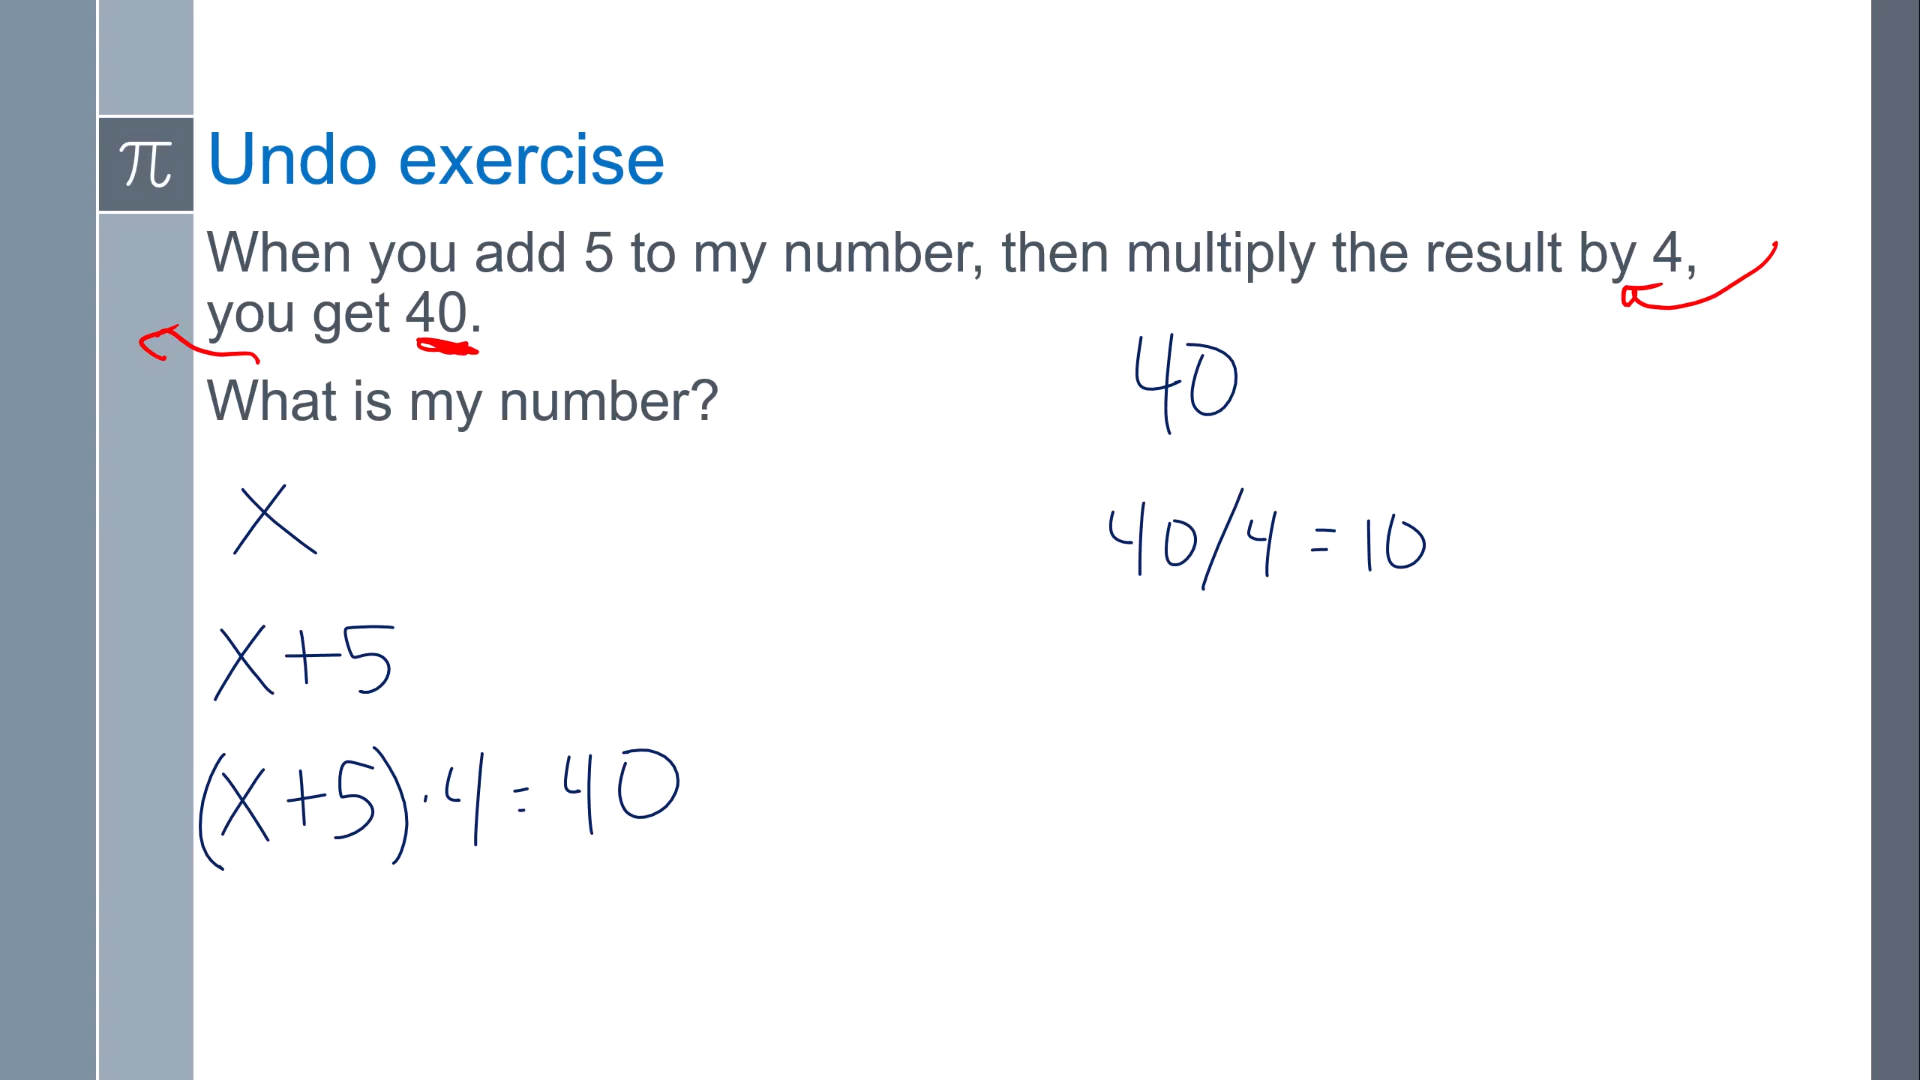 π
Undo exercise
When you add 5 to my number, then multiply the result by 4,
you get 40.
What is my number?
40
x
40/4 = 10
x+5
(x+5)·4 = 40